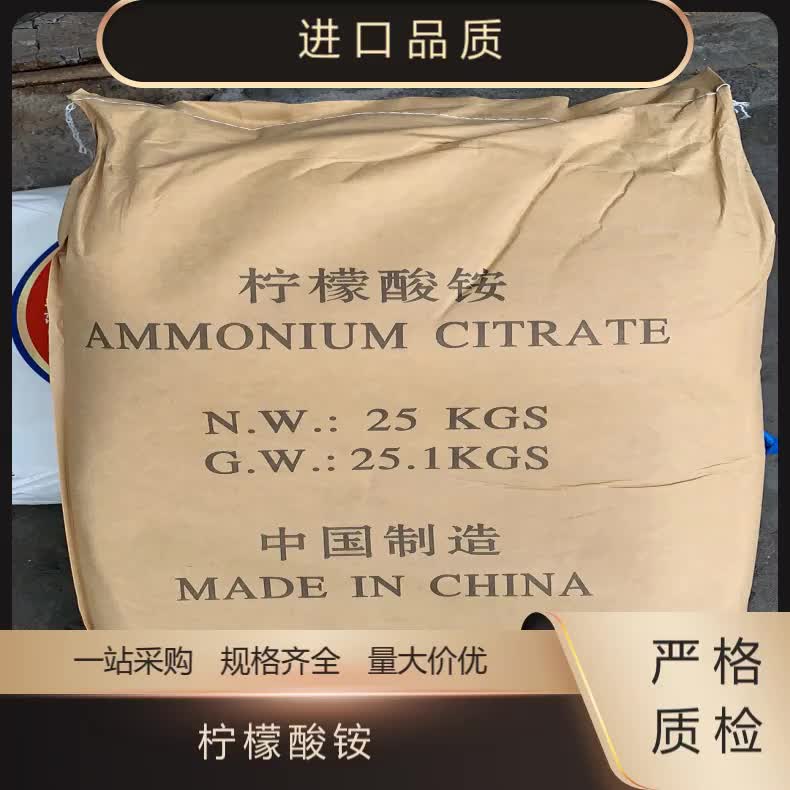 进口品质
柠檬酸铵
AMMONIUM CITRATE
N.W.: 25 KGS
G.W.: 25.1KGS
中国制造
MADE IN CHINA
一站采购 规格齐全 量大价优
严格
质检
柠檬酸铵